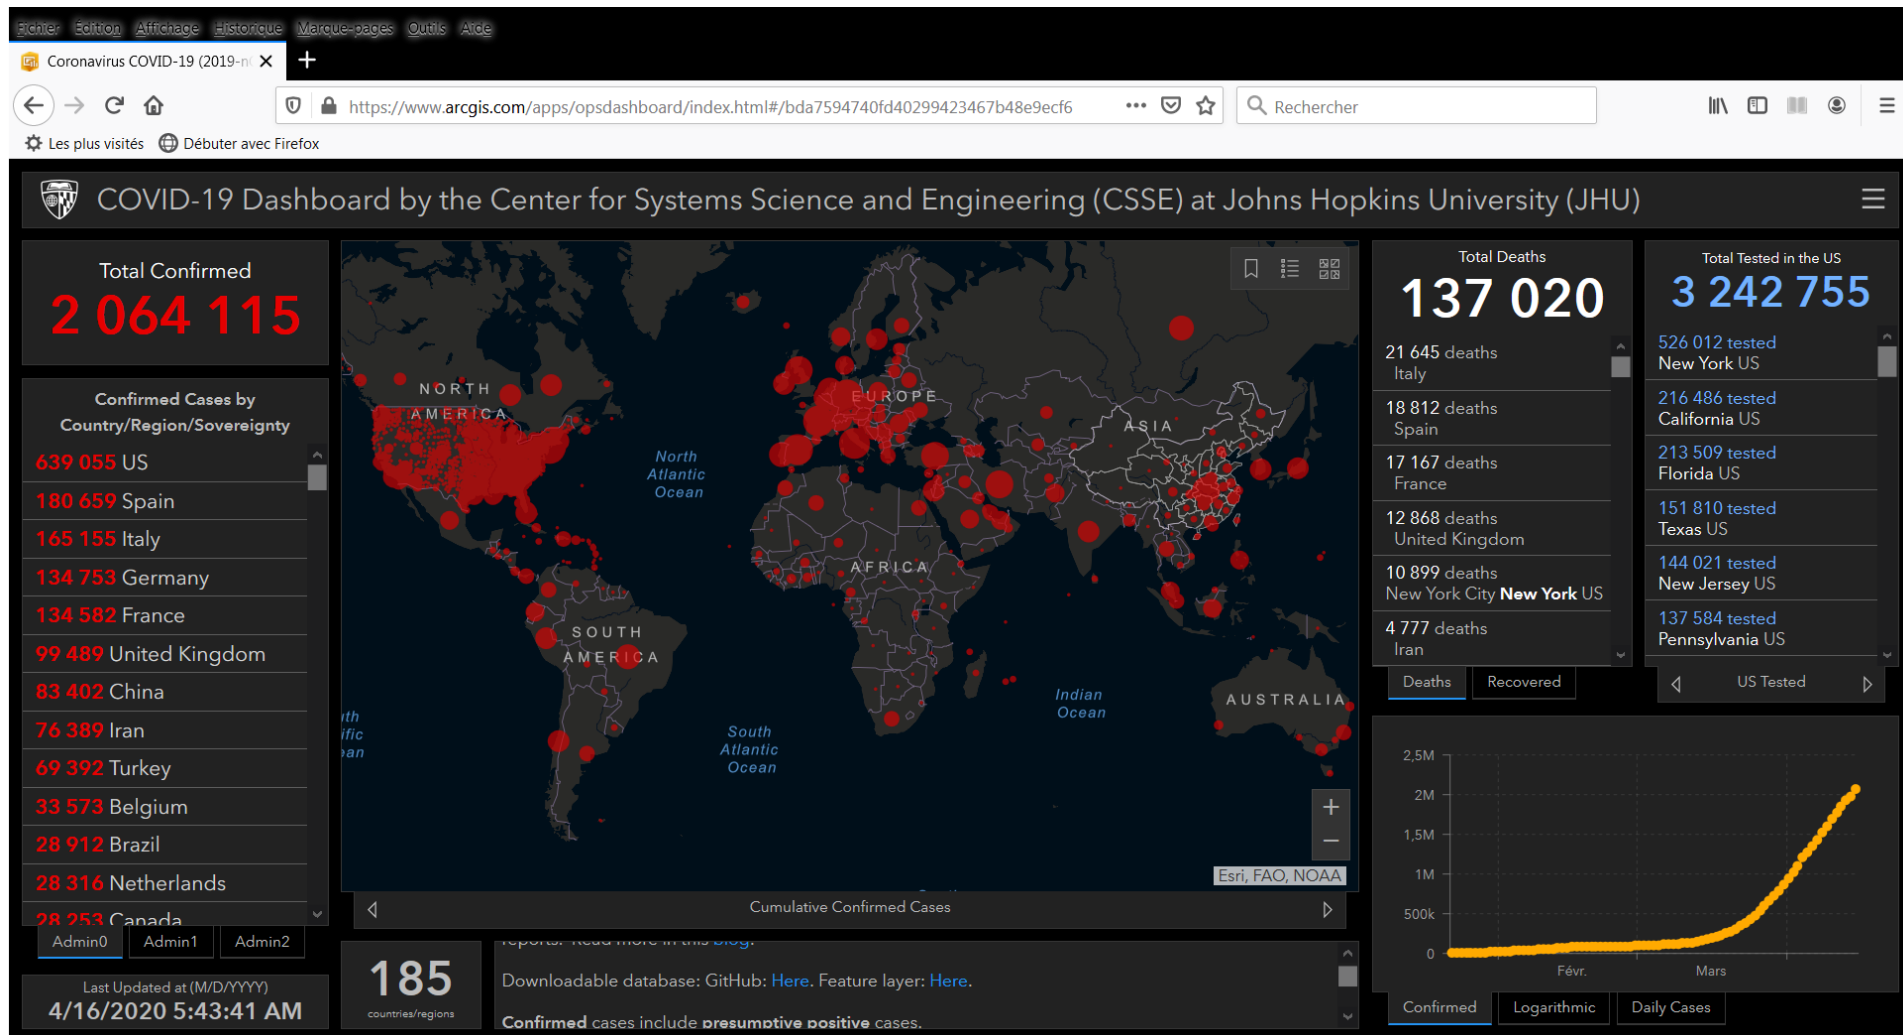 Fichier Édition Affichage Historique Marque-pages Outils Aide
Coronavirus COVID-19 (2019-n
https://www.arcgis.com/apps/opsdashboard/index.html#/bda7594740fd40299423467b48e9ecf6
Rechercher
Les plus visités Débuter avec Firefox
COVID-19 Dashboard by the Center for Systems Science and Engineering (CSSE) at Johns Hopkins University (JHU)
Total Confirmed
2 064 115
Confirmed Cases by
Country/Region/Sovereignty
639 055 US
180 659 Spain
165 155 Italy
134 753 Germany
134 582 France
99 489 United Kingdom
83 402 China
76 389 Iran
69 392 Turkey
33 573 Belgium
28 912 Brazil
28 316 Netherlands
28 253 Canada
Admin0 Admin1 Admin2
Last Updated at (M/D/YYYY)
4/16/2020 5:43:41 AM
NORTH
AMERICA
EUROPE
ASIA
North
Atlantic
Ocean
AFRICA
SOUTH
AMERICA
Indian
Ocean
AUSTRALIA
South
Atlantic
Ocean
Esri, FAO, NOAA
Cumulative Confirmed Cases
185
countries/regions
reports. Read more in this blog.
Downloadable database: GitHub: Here. Feature layer: Here.
Confirmed cases include presumptive positive cases.
Total Deaths
137 020
21 645 deaths
Italy
18 812 deaths
Spain
17 167 deaths
France
12 868 deaths
United Kingdom
10 899 deaths
New York City New York US
4 777 deaths
Iran
Deaths Recovered
Total Tested in the US
3 242 755
526 012 tested
New York US
216 486 tested
California US
213 509 tested
Florida US
151 810 tested
Texas US
144 021 tested
New Jersey US
137 584 tested
Pennsylvania US
US Tested
2,5M
2M
1,5M
1M
500k
0
Févr. Mars
Confirmed Logarithmic Daily Cases